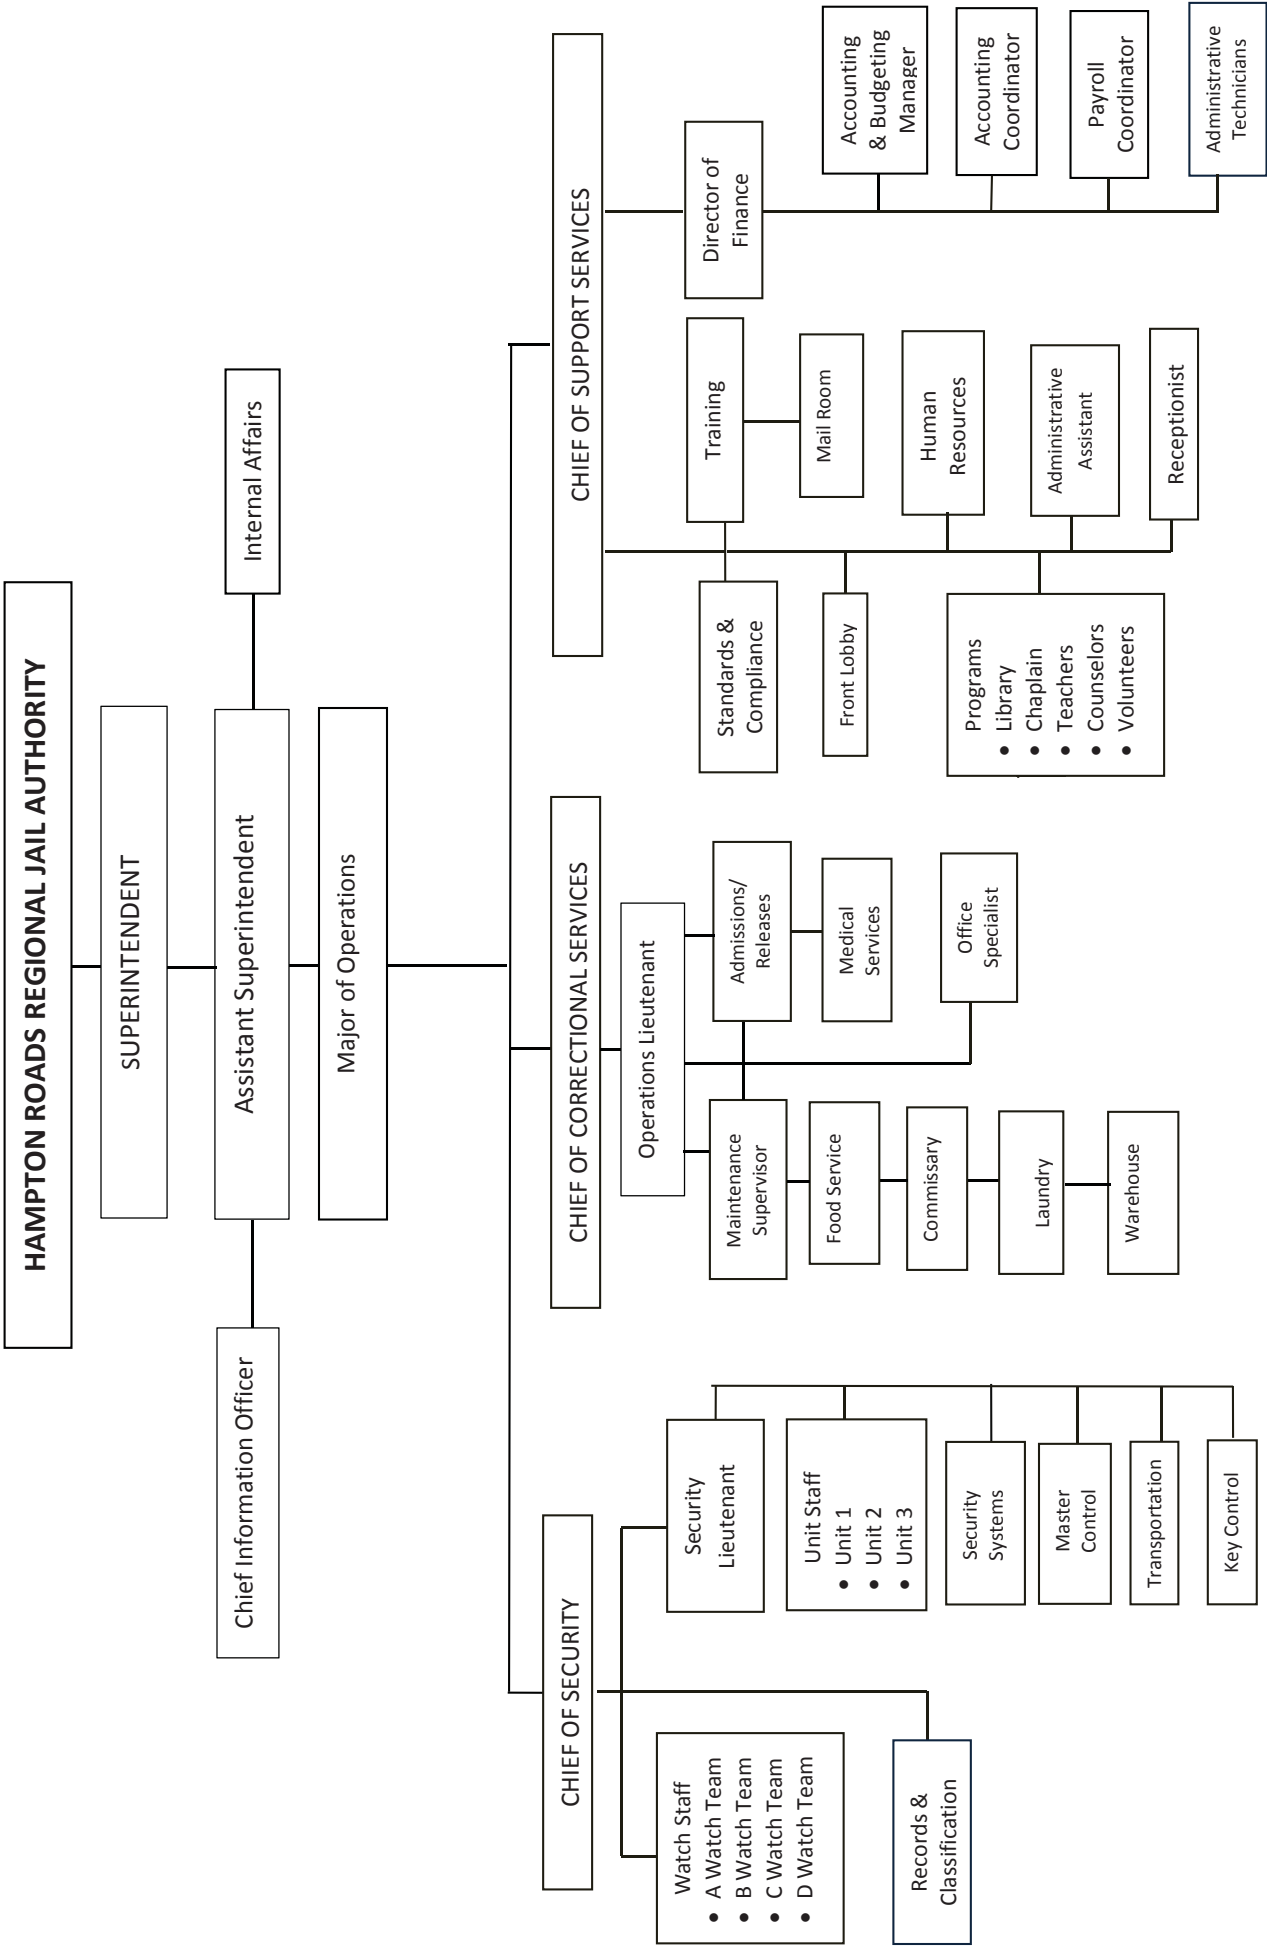 HAMPTON ROADS REGIONAL JAIL AUTHORITY
SUPERINTENDENT
Chief Information Officer
Assistant Superintendent
Internal Affairs
Major of Operations
CHIEF OF SECURITY
Watch Staff
• A Watch Team
• B Watch Team
• C Watch Team
• D Watch Team
Records &
Classification
Security
Lieutenant
Unit Staff
• Unit 1
• Unit 2
• Unit 3
Security
Systems
Master
Control
Transportation
Key Control
CHIEF OF CORRECTIONAL SERVICES
Operations Lieutenant
Maintenance
Supervisor
Food Service
Commissary
Laundry
Warehouse
Admissions/
Releases
Medical
Services
Office
Specialist
CHIEF OF SUPPORT SERVICES
Standards &
Compliance
Front Lobby
Programs
• Library
• Chaplain
• Teachers
• Counselors
• Volunteers
Training
Mail Room
Human
Resources
Administrative
Assistant
Receptionist
Director of
Finance
Accounting
& Budgeting
Manager
Accounting
Coordinator
Payroll
Coordinator
Administrative
Technicians